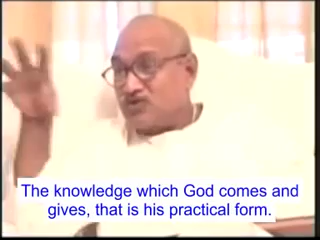 The knowledge which God comes and
gives, that is his practical form.